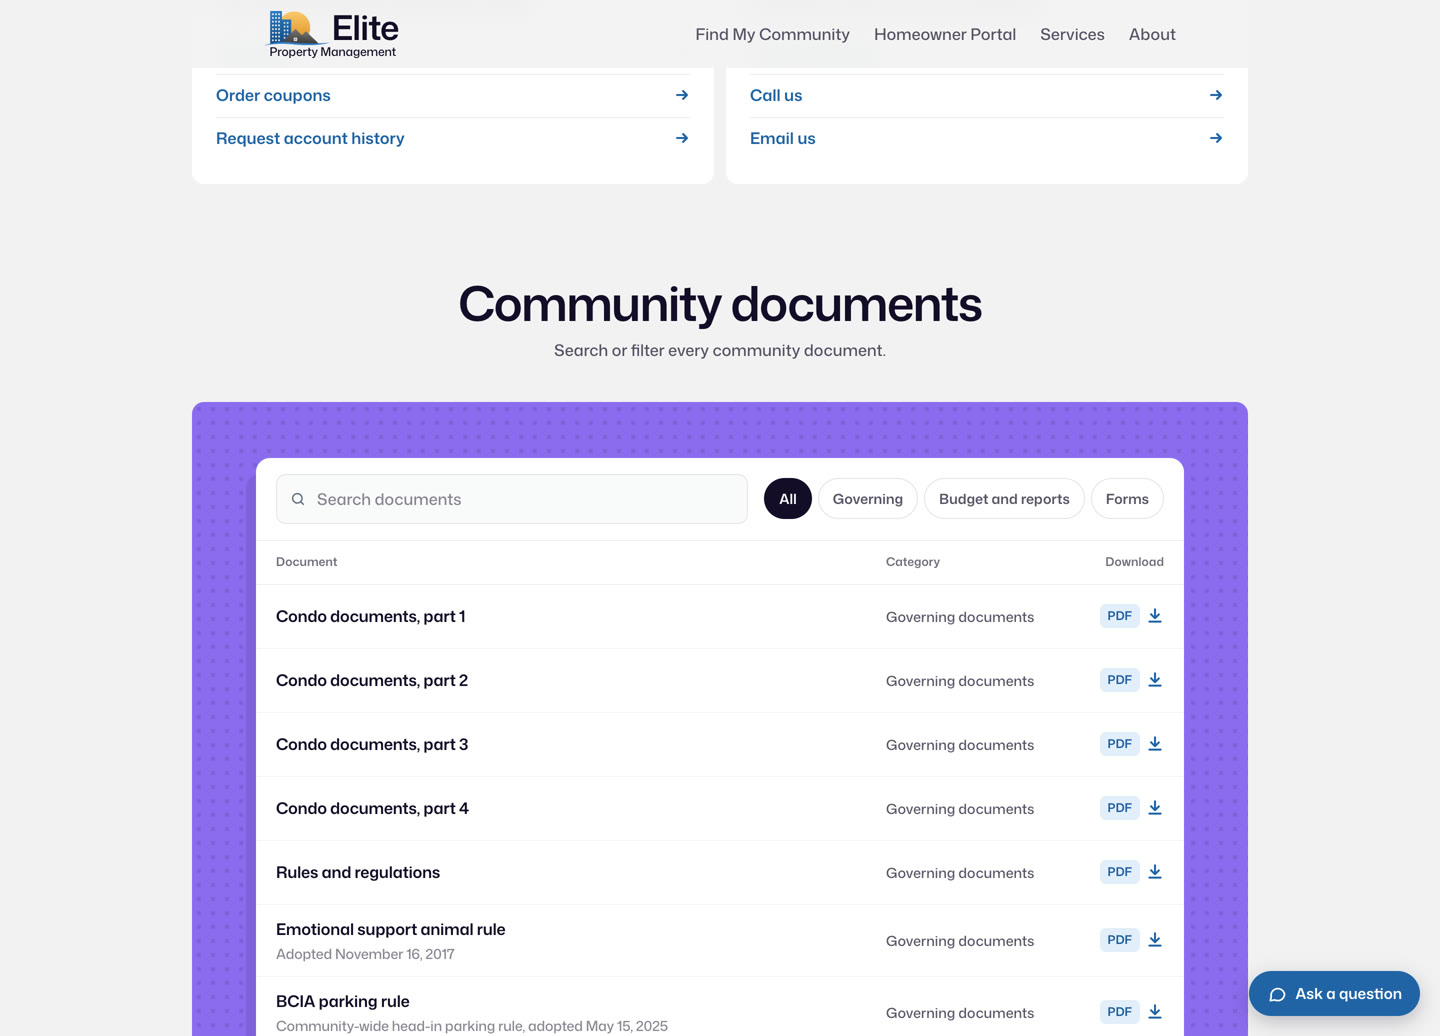 Elite
Property Management
Find My Community
Homeowner Portal
Services
About
Order coupons
Call us
Request account history
Email us
Community documents
Search or filter every community document.
Search documents
All
Governing
Budget and reports
Forms
Document
Category
Download
Condo documents, part 1
Governing documents
PDF
Condo documents, part 2
Governing documents
PDF
Condo documents, part 3
Governing documents
PDF
Condo documents, part 4
Governing documents
PDF
Rules and regulations
Governing documents
PDF
Emotional support animal rule
Adopted November 16, 2017
Governing documents
PDF
BCIA parking rule
Community-wide head-in parking rule, adopted May 15, 2025
Governing documents
PDF
Ask a question